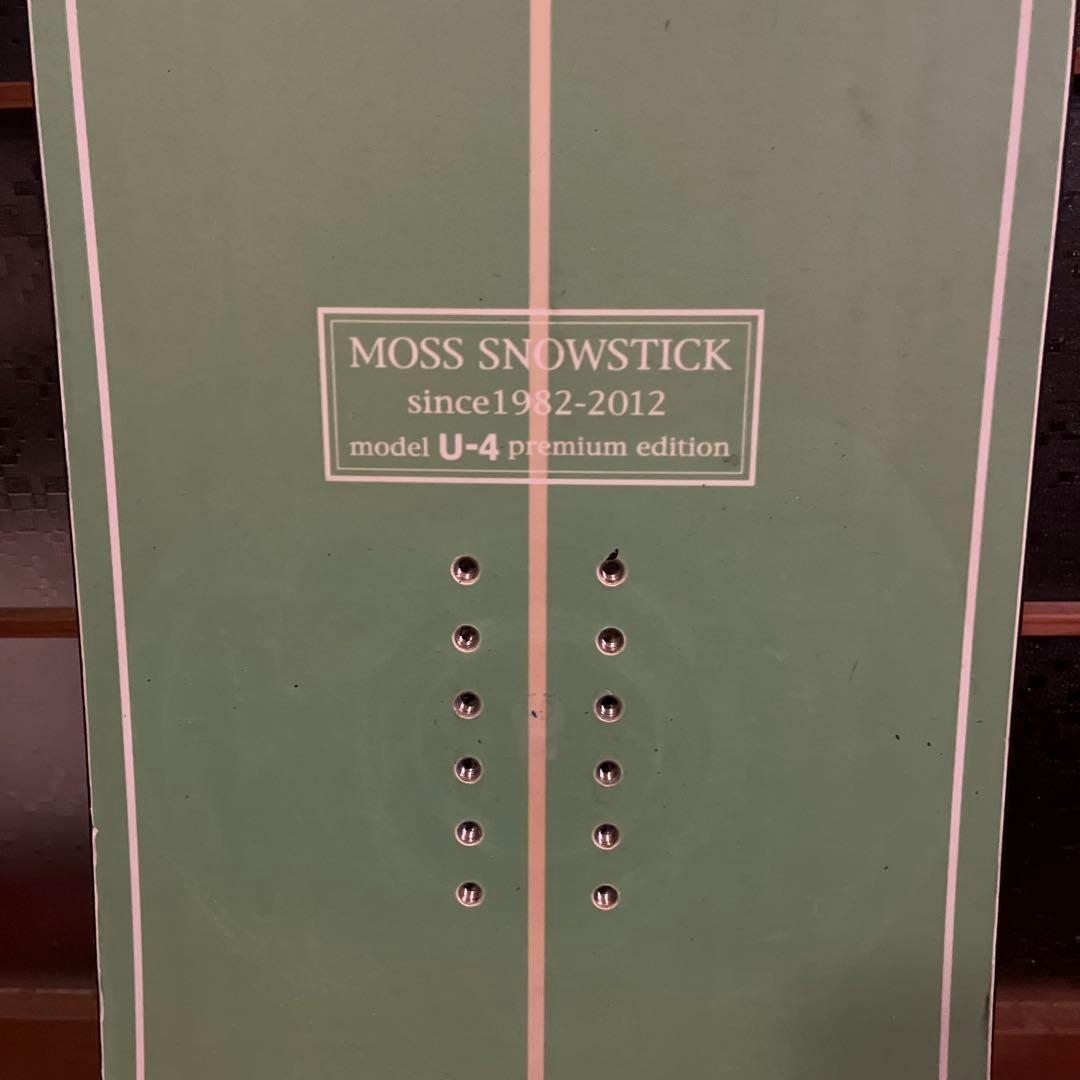 MOSS SNOWSTICK
since1982-2012
model U-4 premium edition